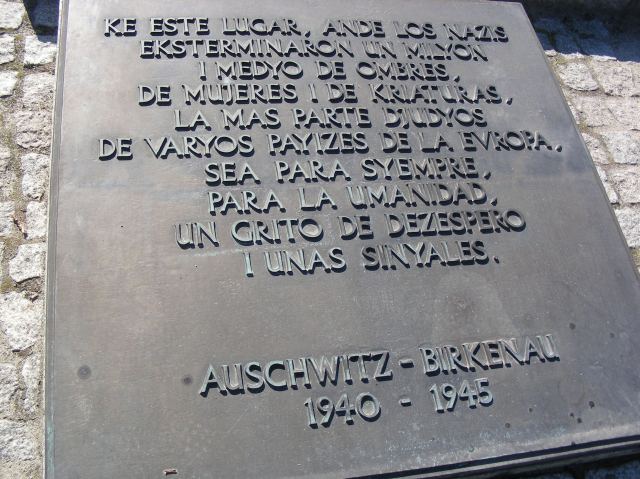 KE ESTE LUGAR, ANDE LOS NAZIS
EKSTERMINARON UN MILYON
I MEDYO DE OMBRES,
DE MUJERES I DE KRIATURAS,
LA MAS PARTE DJUDYOS
DE VARYOS PAYIZES DE LA EVROPA,
SEA PARA SYEMPRE,
PARA LA UMANIDAD,
UN GRITO DE DEZESPERO
I UNAS SINYALES.
AUSCHWITZ - BIRKENAU
1940 - 1945